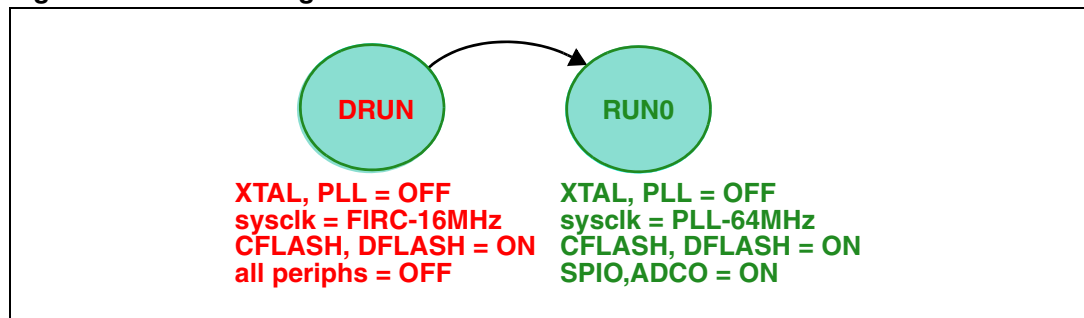 DRUN
RUN0
XTAL, PLL = OFF
sysclk = FIRC-16MHz
CFLASH, DFLASH = ON
all periphs = OFF
XTAL, PLL = OFF
sysclk = PLL-64MHz
CFLASH, DFLASH = ON
SPIO,ADCO = ON